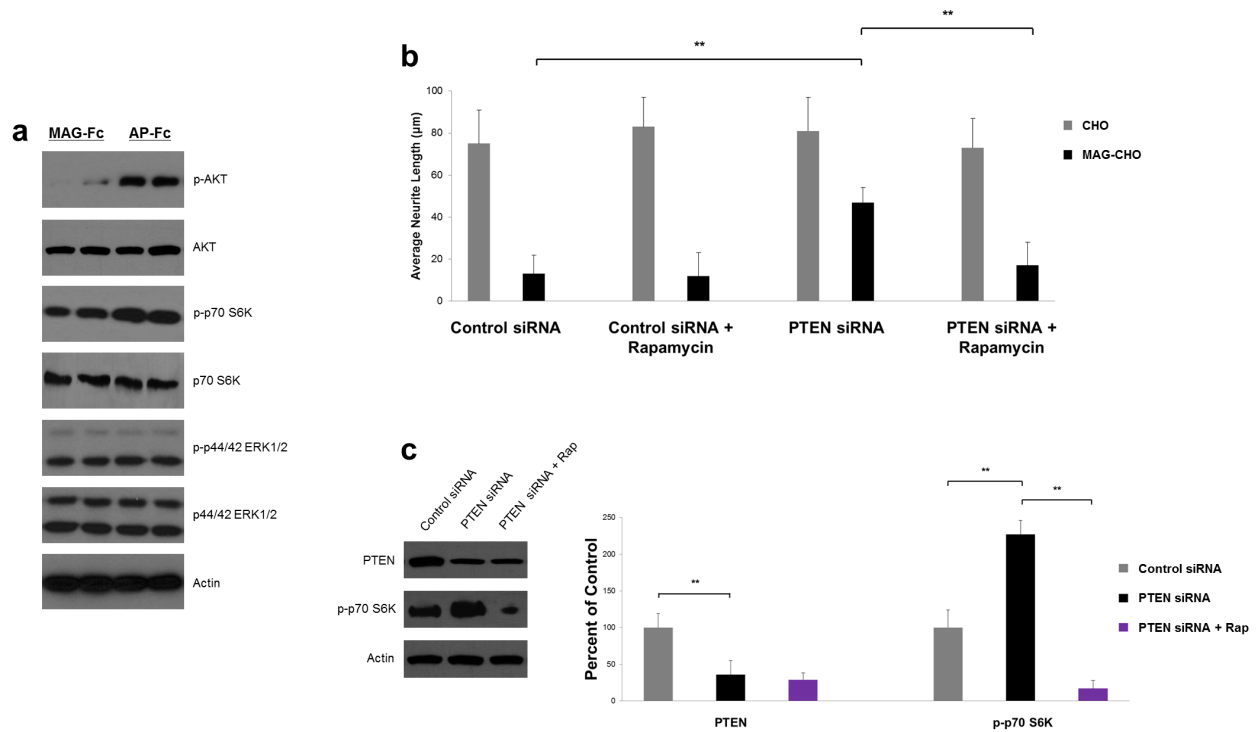 a
MAG-Fc AP-Fc
p-AKT
AKT
p-p70 S6K
p70 S6K
p-p44/42 ERK1/2
p44/42 ERK1/2
Actin
b
**
**
Average Neurite Length (µm)
100
80
60
40
20
0
Control siRNA
Control siRNA +
Rapamycin
PTEN siRNA
PTEN siRNA +
Rapamycin
CHO
MAG-CHO
c
Control siRNA
PTEN siRNA
PTEN siRNA + Rap
PTEN
p-p70 S6K
Actin
Percent of Control
250
200
150
100
50
0
**
**
**
PTEN
p-p70 S6K
Control siRNA
PTEN siRNA
PTEN siRNA + Rap